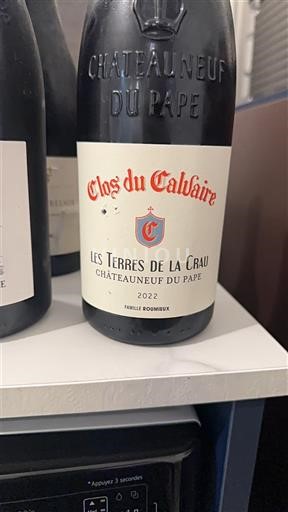 CHATEAUNEUF
DU PAPE
Clos du Calvaire
C
LES TERRES DE LA CRAU
CHÂTEAUNEUF DU PAPE
2022
FAMILLE ROUMIEUX
*Appuyez 3 secondes